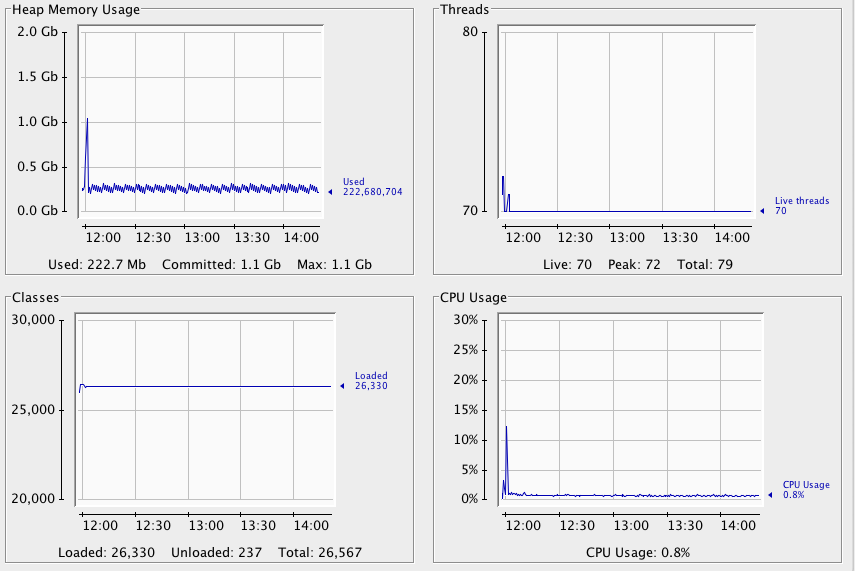 Heap Memory Usage
2.0 Gb
1.5 Gb
1.0 Gb
0.5 Gb
0.0 Gb
Used
222,680,704
12:00 12:30 13:00 13:30 14:00
Used: 222.7 Mb Committed: 1.1 Gb Max: 1.1 Gb
Threads
80
70
Live threads
70
12:00 12:30 13:00 13:30 14:00
Live: 70 Peak: 72 Total: 79
Classes
30,000
25,000
20,000
Loaded
26,330
12:00 12:30 13:00 13:30 14:00
Loaded: 26,330 Unloaded: 237 Total: 26,567
CPU Usage
30%
25%
20%
15%
10%
5%
0%
CPU Usage
0.8%
12:00 12:30 13:00 13:30 14:00
CPU Usage: 0.8%